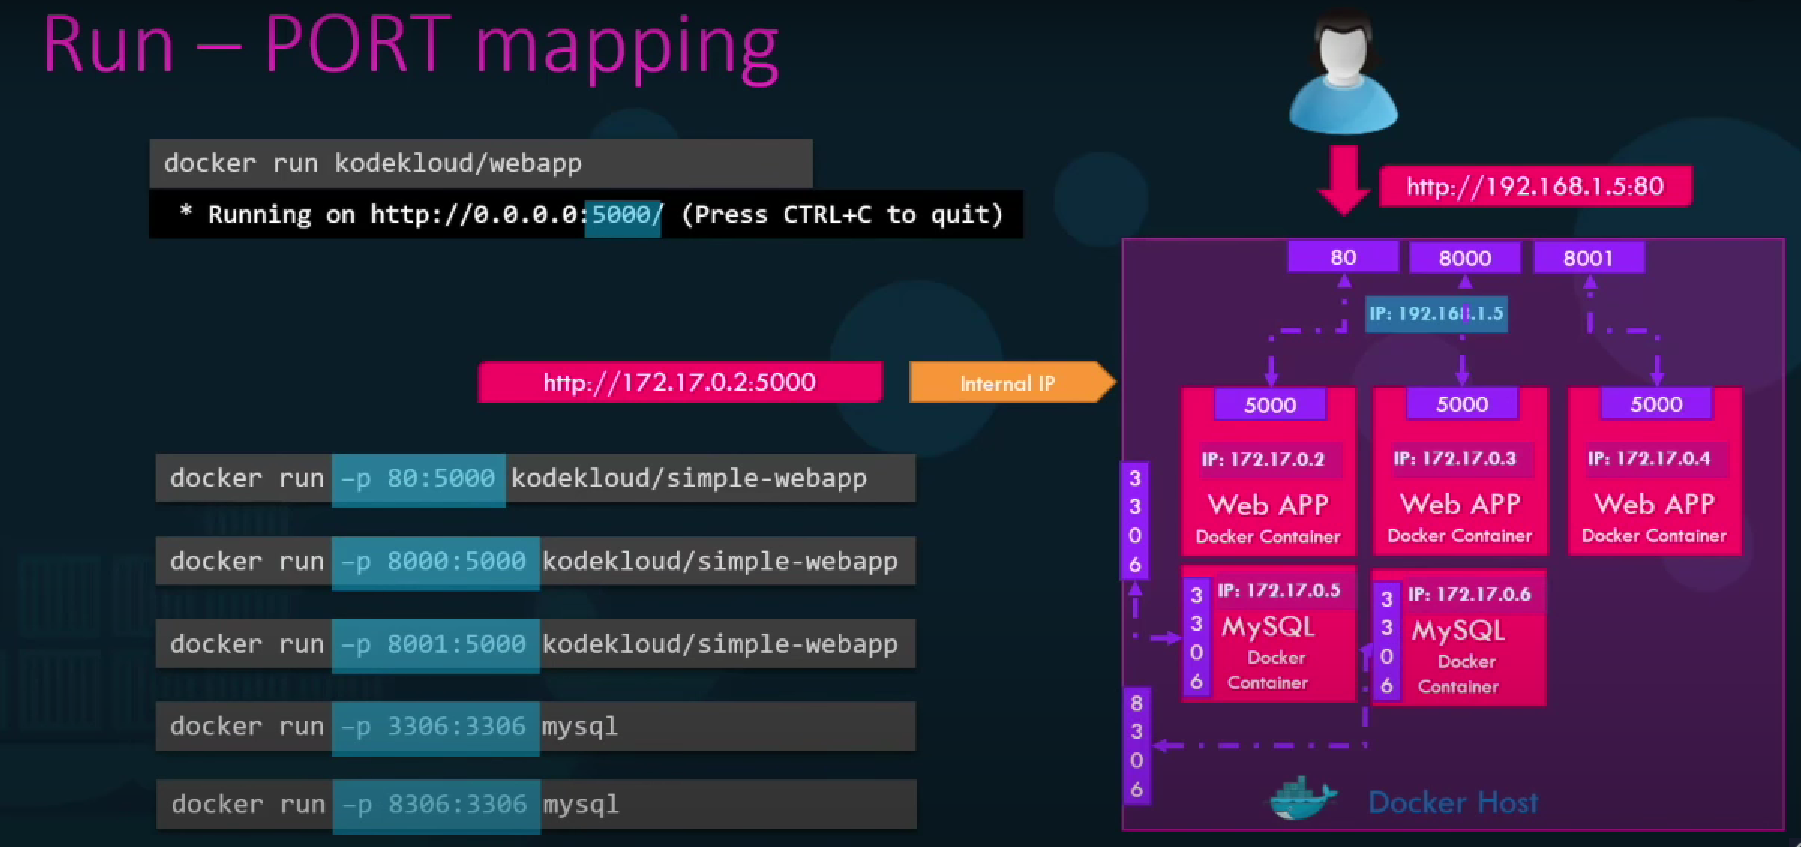 Run – PORT mapping
docker run kodekloud/webapp
* Running on http://0.0.0.0:5000/ (Press CTRL+C to quit)
http://192.168.1.5:80
80
8000
8001
IP: 192.168.1.5
http://172.17.0.2:5000
Internal IP
5000
5000
5000
IP: 172.17.0.2
IP: 172.17.0.3
IP: 172.17.0.4
Web APP
Docker Container
Web APP
Docker Container
Web APP
Docker Container
3306
3306
IP: 172.17.0.5
MySQL
Docker
Container
3306
IP: 172.17.0.6
MySQL
Docker
Container
8306
docker run –p 80:5000 kodekloud/simple-webapp
docker run –p 8000:5000 kodekloud/simple-webapp
docker run –p 8001:5000 kodekloud/simple-webapp
docker run –p 3306:3306 mysql
docker run –p 8306:3306 mysql
Docker Host